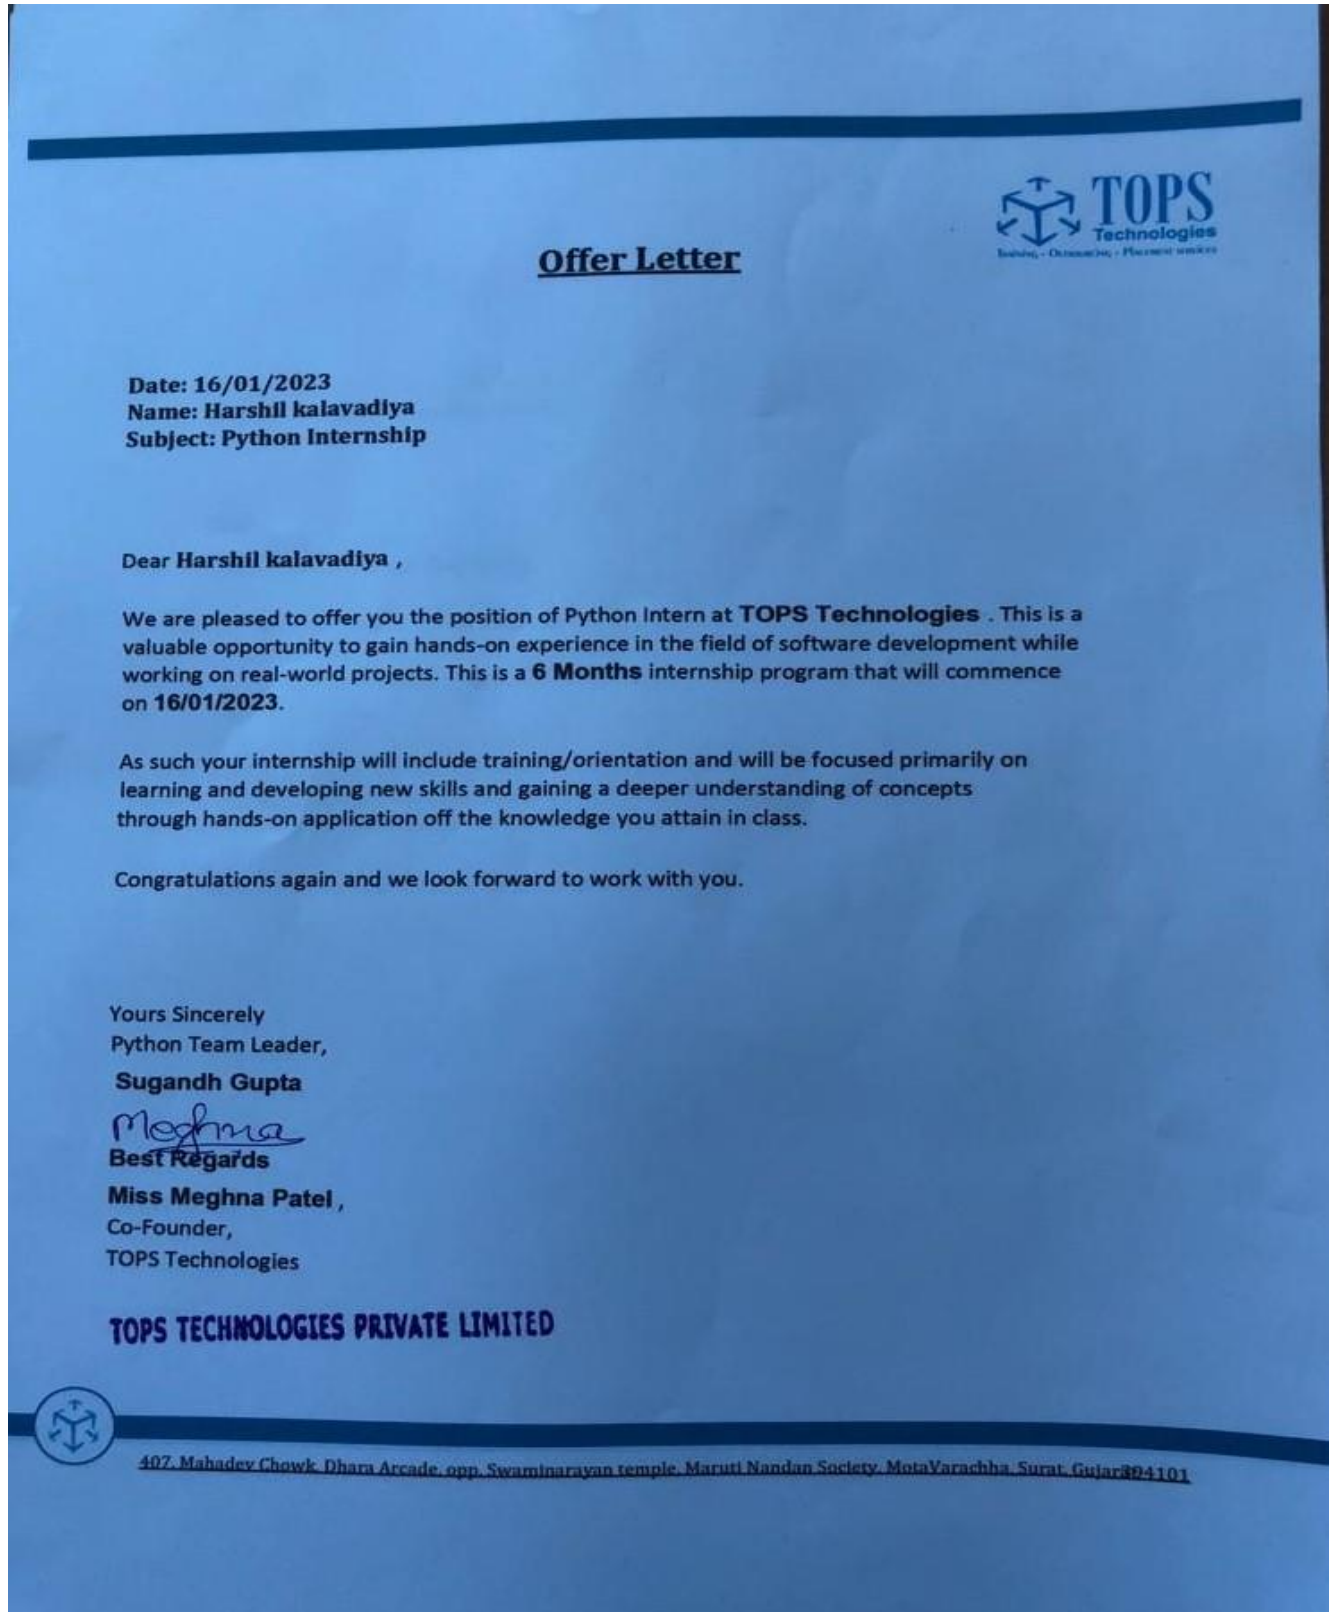 TOPS
Technologies
Offer Letter
Date: 16/01/2023
Name: Harshil kalavadiya
Subject: Python Internship
Dear Harshil kalavadiya ,
We are pleased to offer you the position of Python Intern at TOPS Technologies . This is a
valuable opportunity to gain hands-on experience in the field of software development while
working on real-world projects. This is a 6 Months internship program that will commence
on 16/01/2023.
As such your internship will include training/orientation and will be focused primarily on
learning and developing new skills and gaining a deeper understanding of concepts
through hands-on application off the knowledge you attain in class.
Congratulations again and we look forward to work with you.
Yours Sincerely
Python Team Leader,
Sugandh Gupta
Meghna
Best Regards
Miss Meghna Patel ,
Co-Founder,
TOPS Technologies
TOPS TECHNOLOGIES PRIVATE LIMITED
407, Mahadev Chowk, Dhara Arcade, opp. Swaminarayan temple, Maruti Nandan Society, MotaVarachha, Surat,